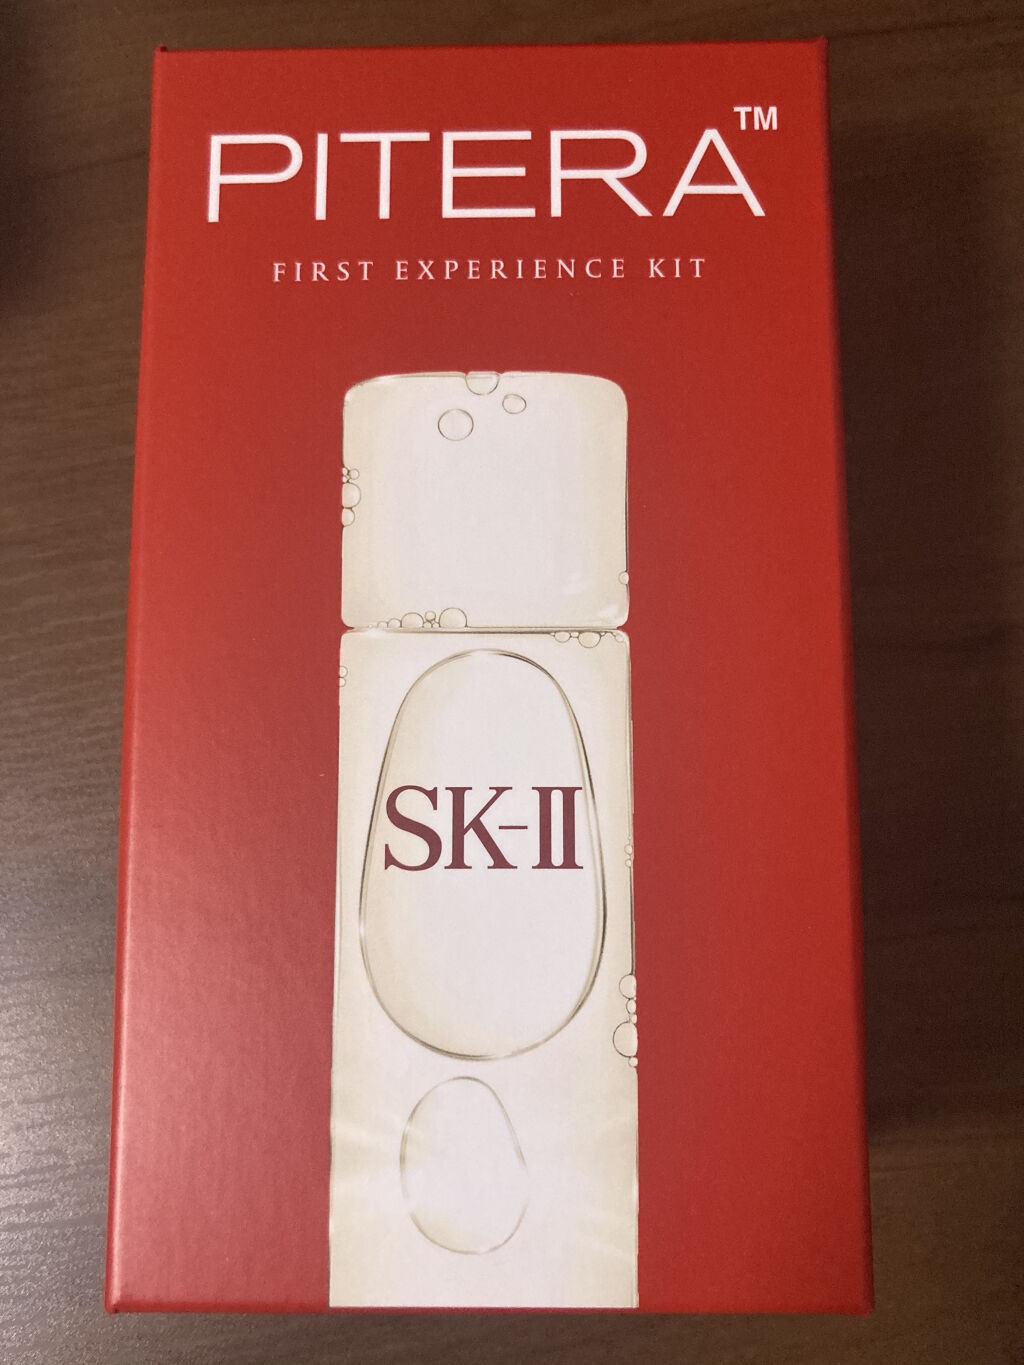 PITERA™
FIRST EXPERIENCE KIT
SK-II